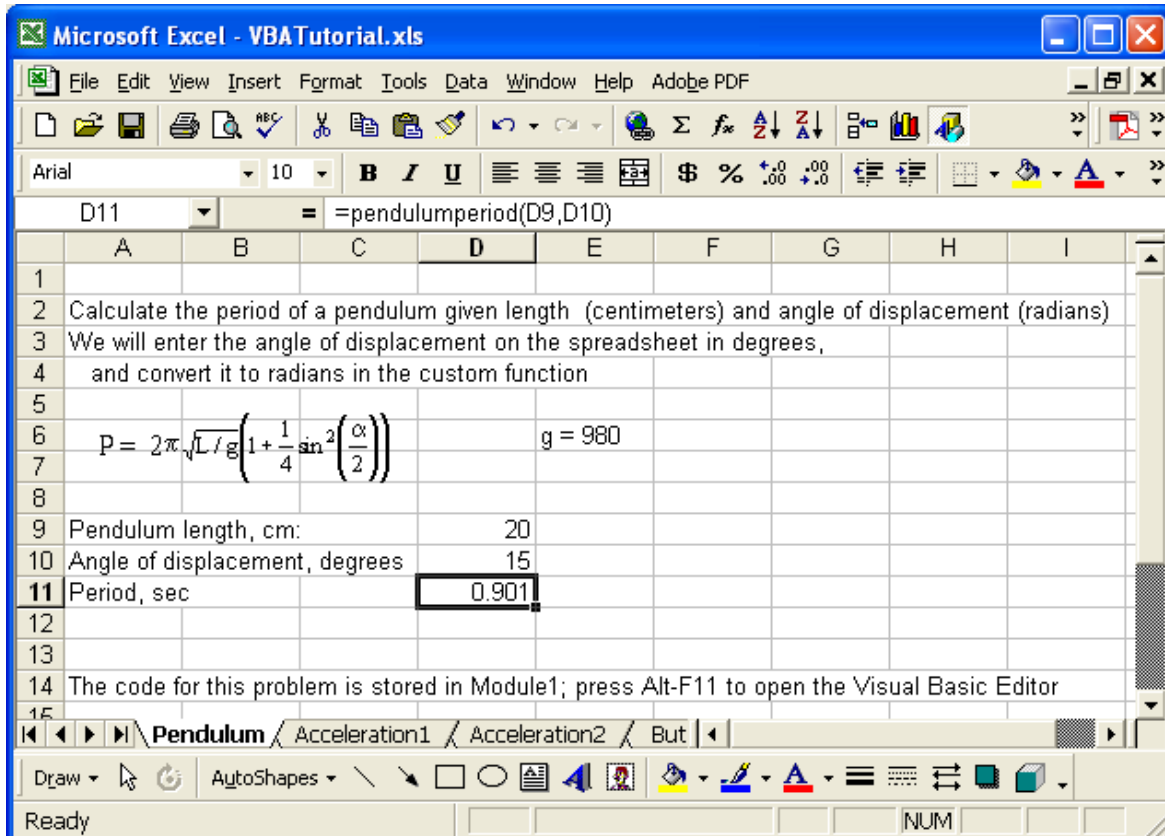 Microsoft Excel - VBATutorial.xls
File Edit View Insert Format Tools Data Window Help Adobe PDF
Arial 10 B I U $ %
D11 = =pendulumperiod(D9,D10)
A B C D E F G H I
1
2 Calculate the period of a pendulum given length (centimeters) and angle of displacement (radians)
3 We will enter the angle of displacement on the spreadsheet in degrees,
4 and convert it to radians in the custom function
5
6 P = 2π√L / g(1 + 1/4 sin²(α/2)) g = 980
7
8
9 Pendulum length, cm: 20
10 Angle of displacement, degrees 15
11 Period, sec 0.901
12
13
14 The code for this problem is stored in Module1; press Alt-F11 to open the Visual Basic Editor
15
Pendulum Acceleration1 Acceleration2 But
Draw AutoShapes
Ready NUM